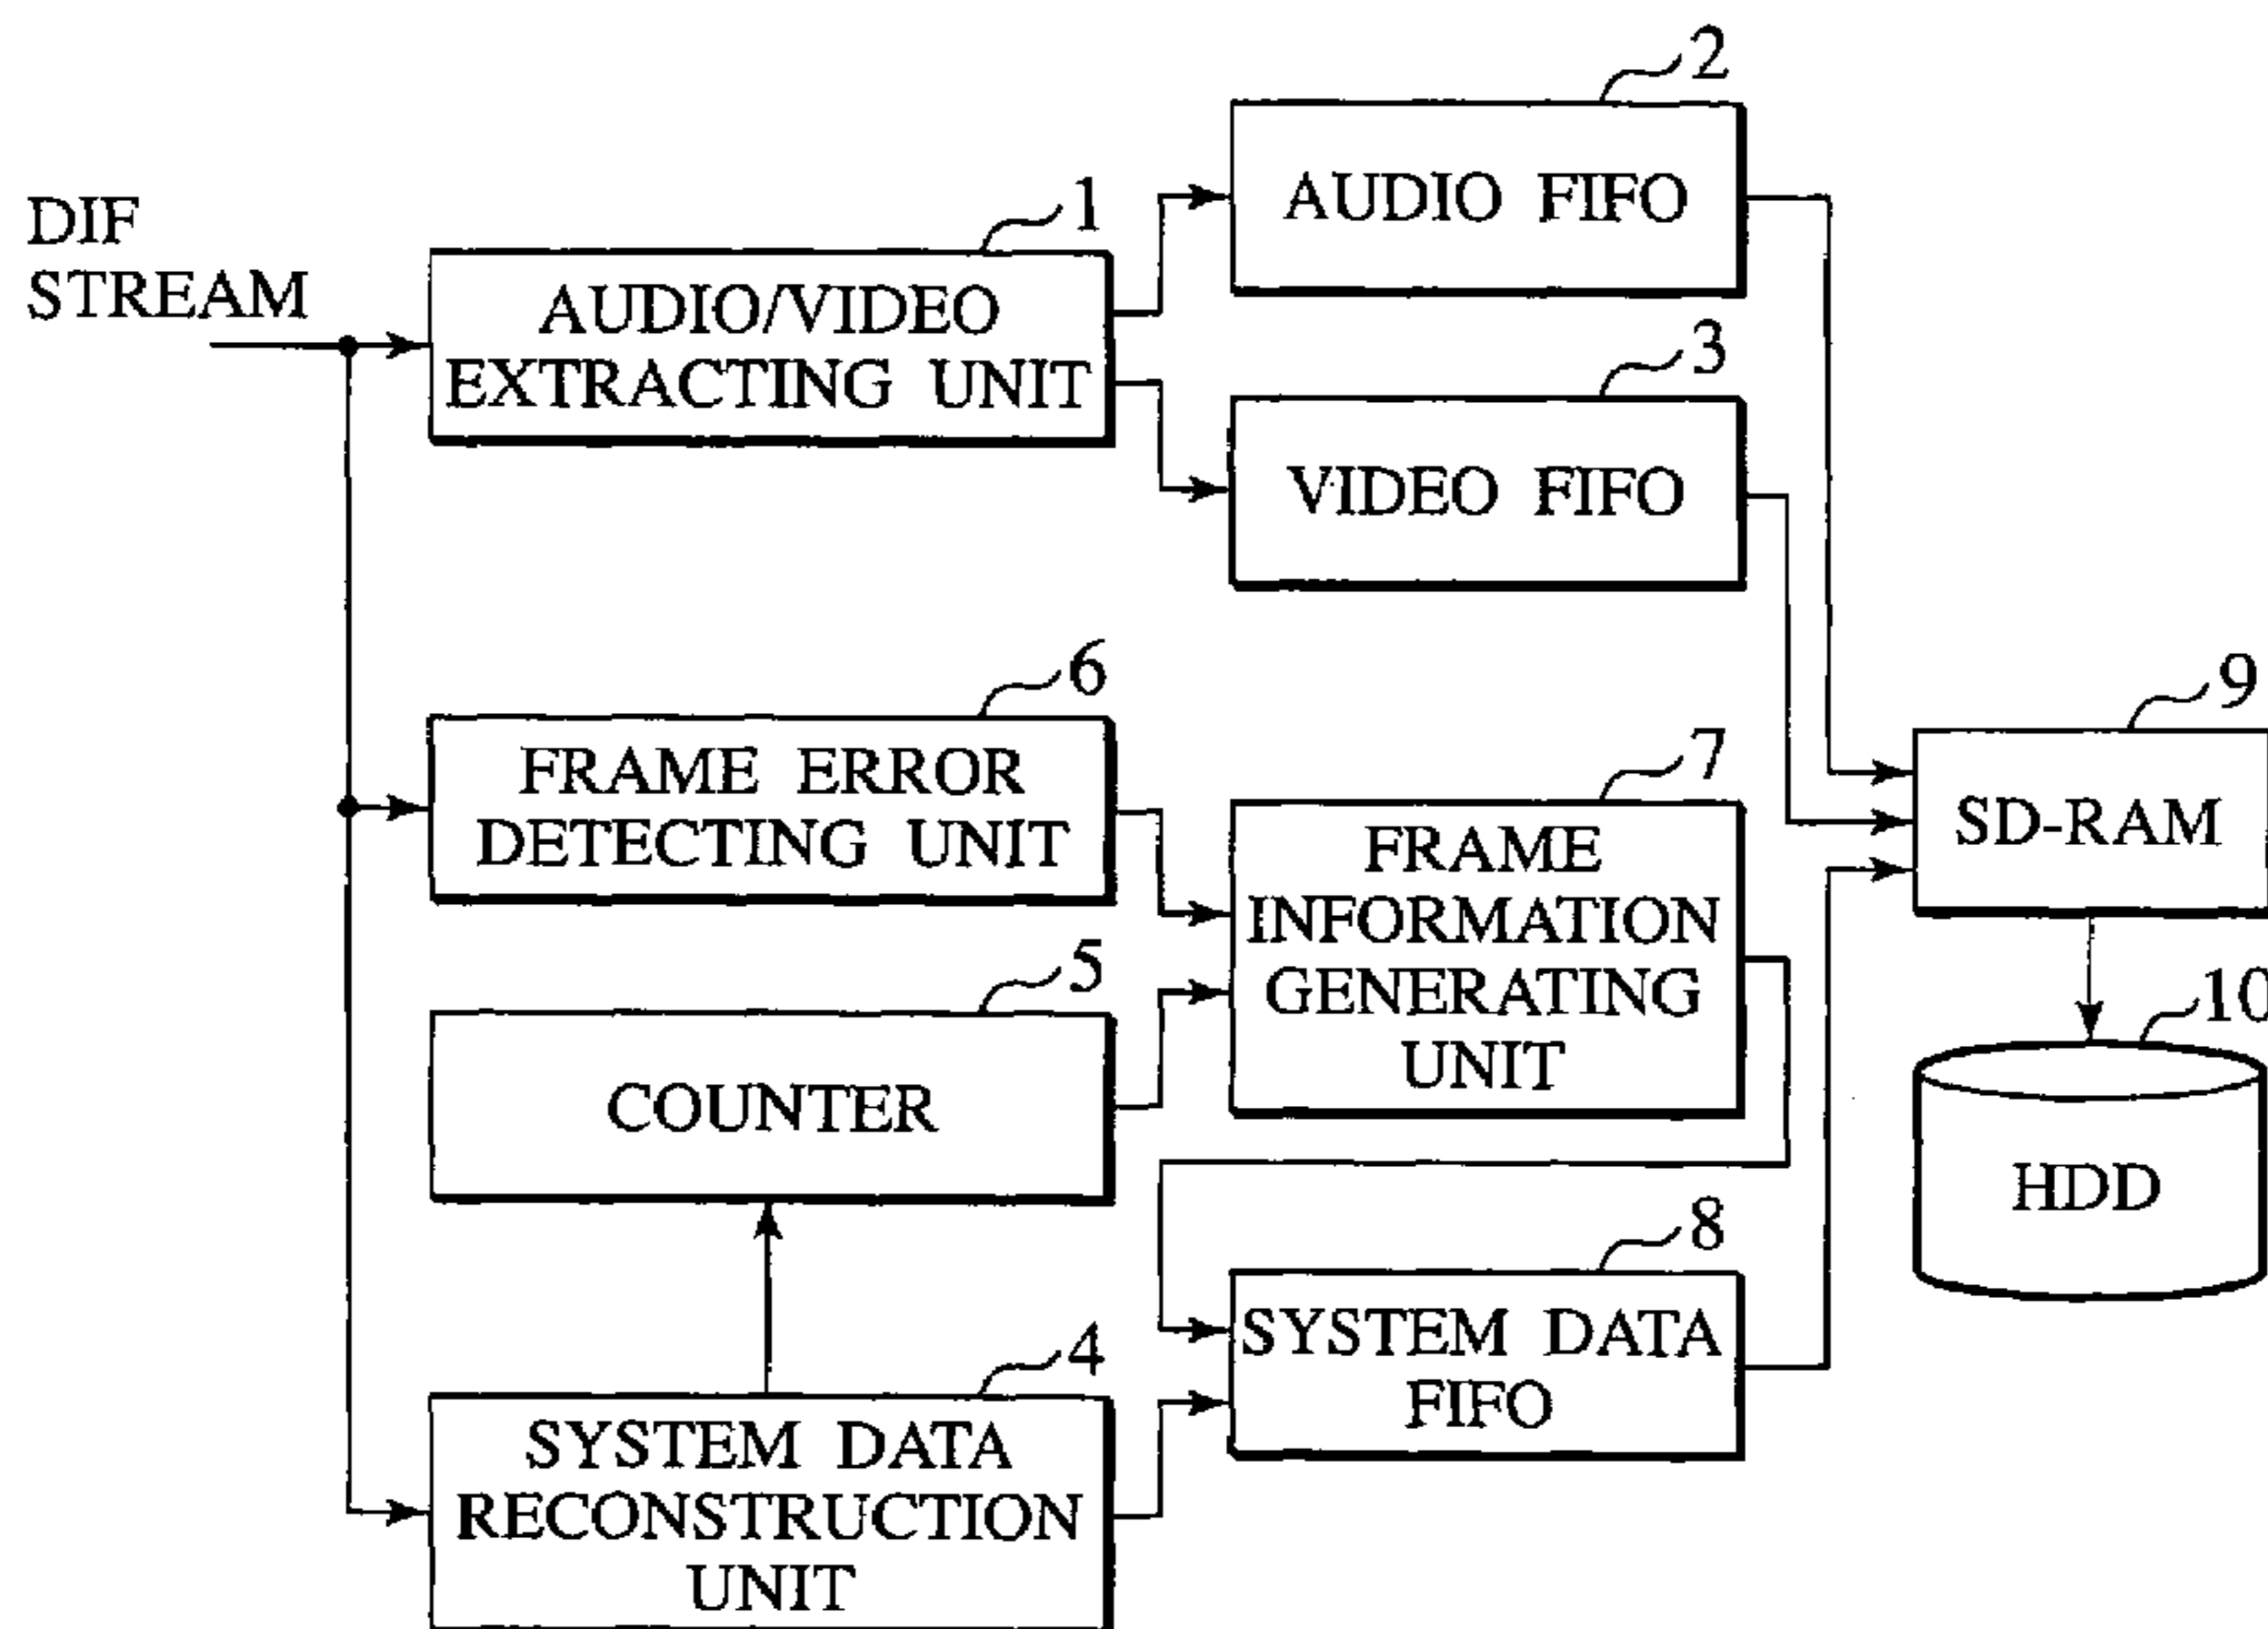 2
DIF
STREAM
1
AUDIO FIFO
AUDIO/VIDEO
EXTRACTING UNIT
3
VIDEO FIFO
6
FRAME ERROR
DETECTING UNIT
7
FRAME
INFORMATION
GENERATING
UNIT
9
SD-RAM
5
COUNTER
10
HDD
8
SYSTEM DATA
FIFO
4
SYSTEM DATA
RECONSTRUCTION
UNIT